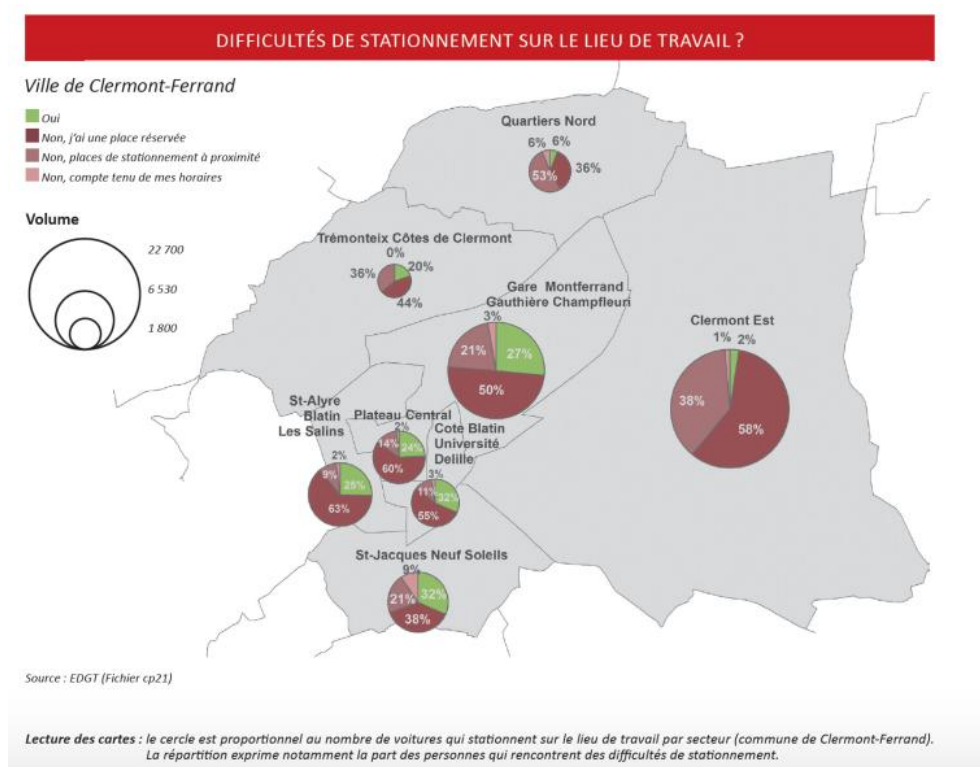 DIFFICULTÉS DE STATIONNEMENT SUR LE LIEU DE TRAVAIL ?
Ville de Clermont-Ferrand
Oui
Non, j'ai une place réservée
Non, places de stationnement à proximité
Non, compte tenu de mes horaires
Volume
22 700
6 530
1 800
Quartiers Nord
6% 6%
53% 36%
Trémonteix Côtes de Clermont
0%
36% 20%
44%
Gare Montferrand
Gauthière Champfleuri
3%
21% 27%
50%
Clermont Est
1% 2%
38%
58%
St-Alyre
Blatin
Les Salins
2%
9% 25%
63%
Plateau Central
2%
14% 24%
60%
Cote Blatin
Université
Delille
3%
11% 32%
55%
St-Jacques Neuf Soleils
9%
21% 32%
38%
Source : EDGT (Fichier cp21)
Lecture des cartes : le cercle est proportionnel au nombre de voitures qui stationnent sur le lieu de travail par secteur (commune de Clermont-Ferrand).
La répartition exprime notamment la part des personnes qui rencontrent des difficultés de stationnement.